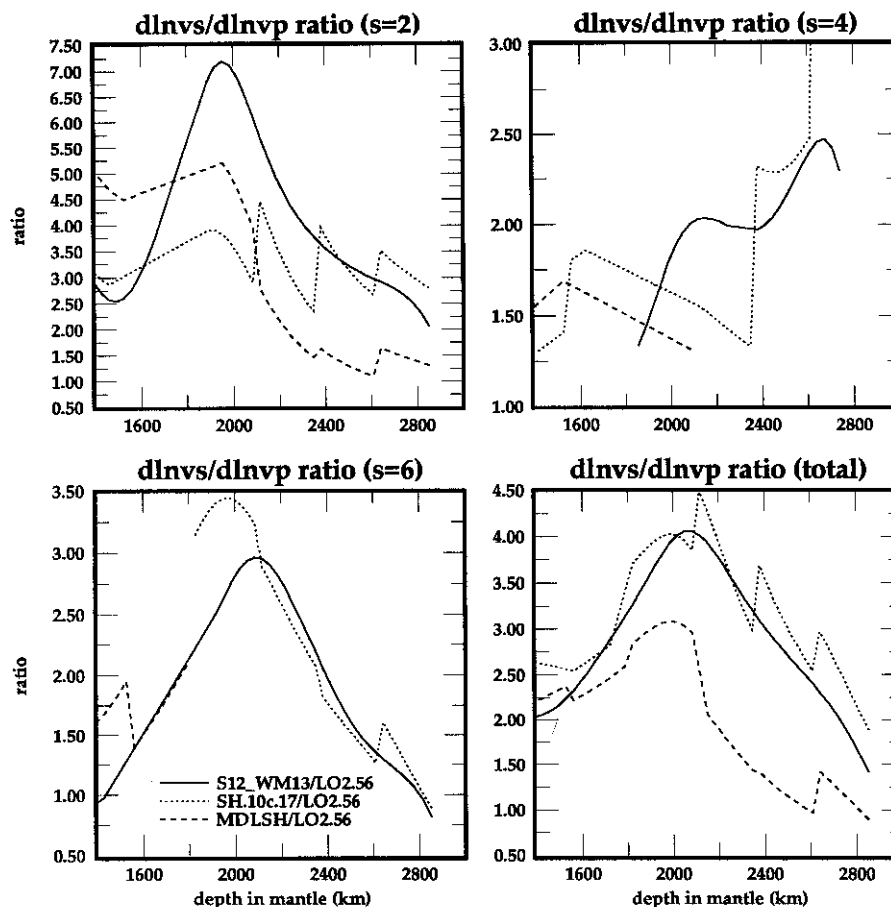 dlnvs/dlnvp ratio (s=2)
7.50
7.00
6.50
6.00
5.50
5.00
4.50
4.00
3.50
3.00
2.50
2.00
1.50
1.00
0.50
ratio
1600 2000 2400 2800
dlnvs/dlnvp ratio (s=4)
3.00
2.50
2.00
1.50
1.00
1600 2000 2400 2800
dlnvs/dlnvp ratio (s=6)
3.50
3.00
2.50
2.00
1.50
1.00
0.50
ratio
S12_WM13/LO2.56
SH.10c.17/LO2.56
MDLSH/LO2.56
1600 2000 2400 2800
depth in mantle (km)
dlnvs/dlnvp ratio (total)
4.50
4.00
3.50
3.00
2.50
2.00
1.50
1.00
0.50
1600 2000 2400 2800
depth in mantle (km)